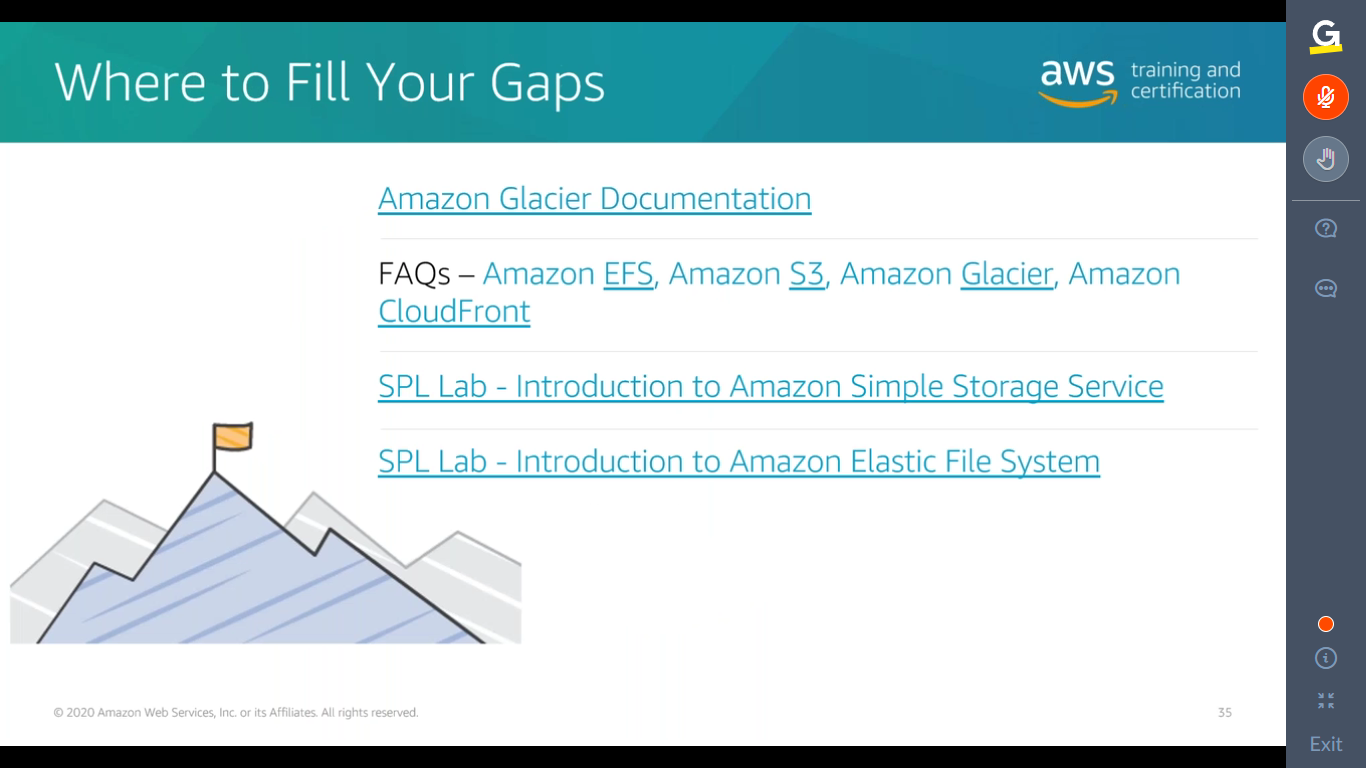 Where to Fill Your Gaps
aws training and
certification
G
Amazon Glacier Documentation
FAQs – Amazon EFS, Amazon S3, Amazon Glacier, Amazon
CloudFront
SPL Lab - Introduction to Amazon Simple Storage Service
SPL Lab - Introduction to Amazon Elastic File System
© 2020 Amazon Web Services, Inc. or its Affiliates. All rights reserved.
35
Exit